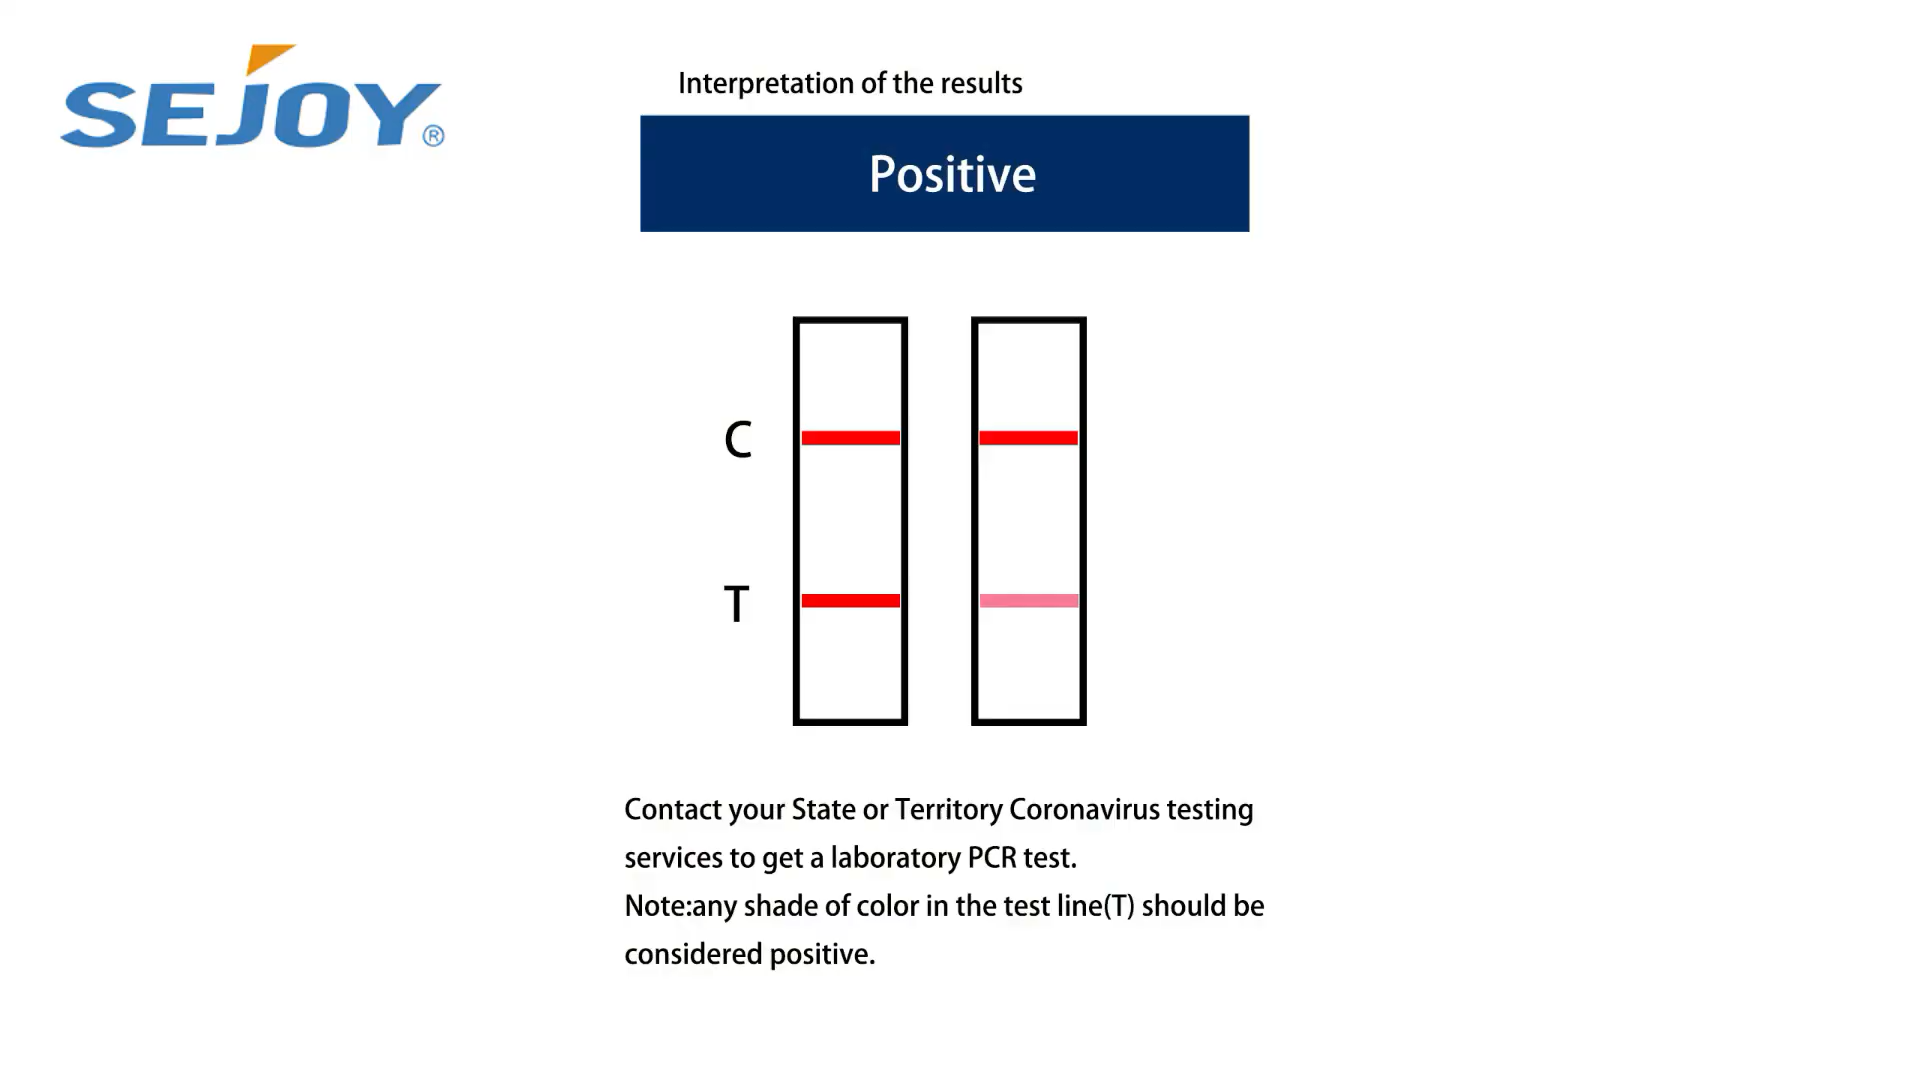 SEJOY®
Interpretation of the results
Positive
C
T
Contact your State or Territory Coronavirus testing
services to get a laboratory PCR test.
Note:any shade of color in the test line(T) should be
considered positive.